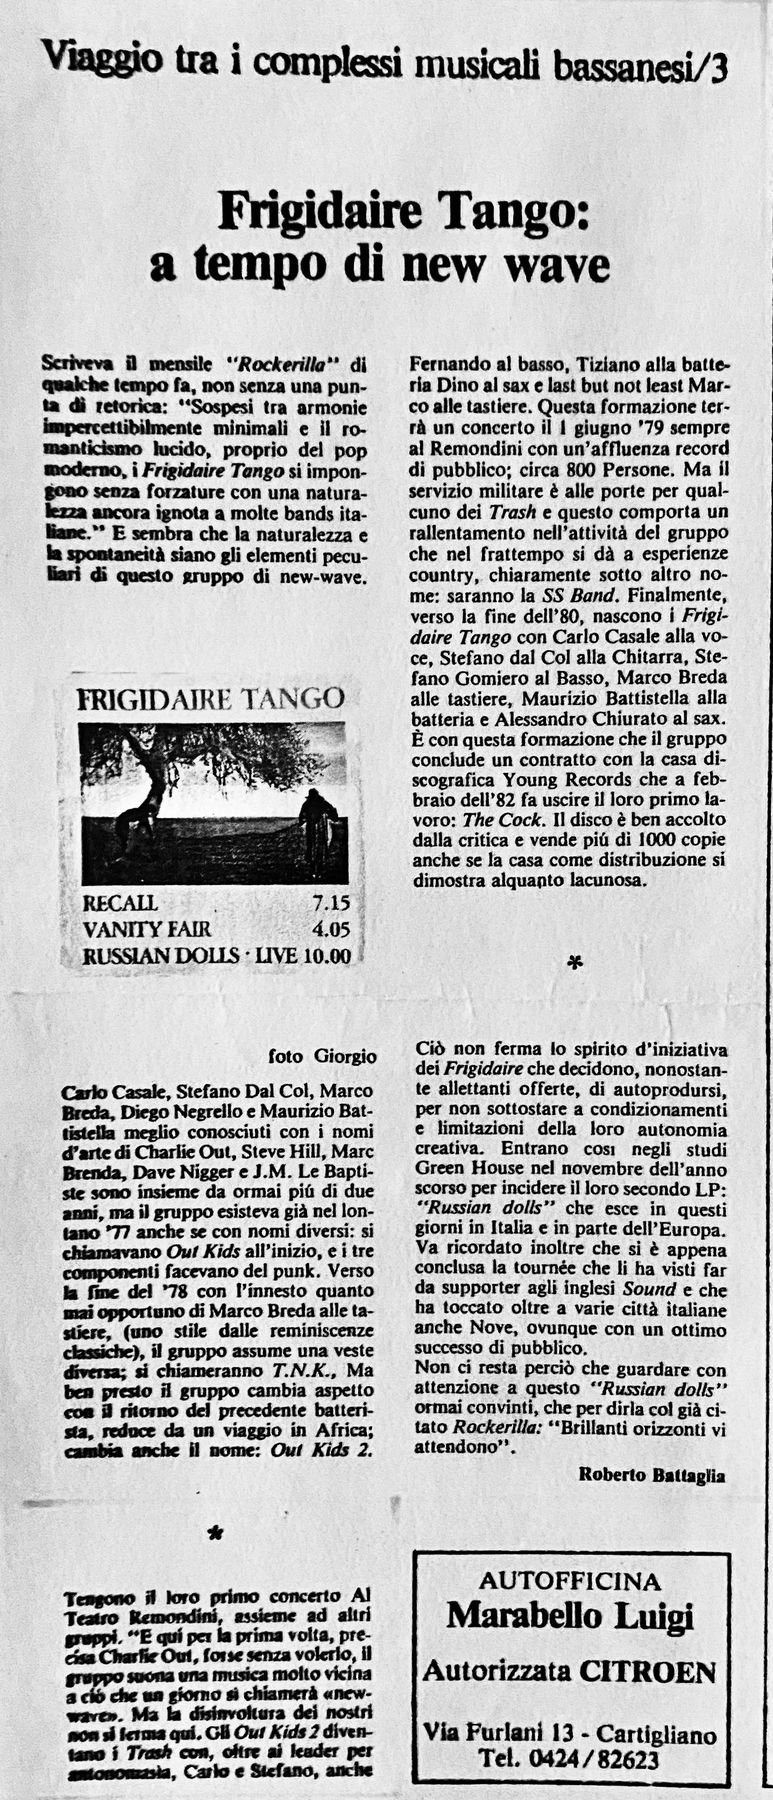 Viaggio tra i complessi musicali bassanesi/3
Frigidaire Tango:
a tempo di new wave
Scriveva il mensile "Rockerilla" di
qualche tempo fa, non senza una pun-
ta di retorica: "Sospesi tra armonie
impercettibilmente minimali e il ro-
manticismo lucido, proprio del pop
moderno, i Frigidaire Tango si impon-
gono senza forzature con una natura-
lezza ancora ignota a molte bands ita-
liane." E sembra che la naturalezza e
la spontaneità siano gli elementi pecu-
liari di questo gruppo di new-wave.
FRIGIDAIRE TANGO
RECALL 7.15
VANITY FAIR 4.05
RUSSIAN DOLLS · LIVE 10.00
foto Giorgio
Carlo Casale, Stefano Dal Col, Marco
Breda, Diego Negrello e Maurizio Bat-
tistella meglio conosciuti con i nomi
d'arte di Charlie Out, Steve Hill, Marc
Brenda, Dave Nigger e J.M. Le Bapti-
ste sono insieme da ormai piú di due
anni, ma il gruppo esisteva già nel lon-
tano '77 anche se con nomi diversi: si
chiamavano Out Kids all'inizio, e i tre
componenti facevano del punk. Verso
la fine del '78 con l'innesto quanto
mai opportuno di Marco Breda alle ta-
stiere, (uno stile dalle reminiscenze
classiche), il gruppo assume una veste
diversa; si chiameranno T.N.K., Ma
ben presto il gruppo cambia aspetto
con il ritorno del precedente batteri-
sta, reduce da un viaggio in Africa;
cambia anche il nome: Out Kids 2.
*
Tengono il loro primo concerto Al
Teatro Remondini, assieme ad altri
gruppi. "E qui per la prima volta, pre-
cisa Charlie Out, forse senza volerlo, il
gruppo suona una musica molto vicina
a ciò che un giorno si chiamerà «new-
wave». Ma la disinvoltura dei nostri
non si ferma qui. Gli Out Kids 2 diven-
tano i Trash con, oltre ai leader per
antonomasia, Carlo e Stefano, anche
Fernando al basso, Tiziano alla batte-
ria Dino al sax e last but not least Mar-
co alle tastiere. Questa formazione ter-
rà un concerto il 1 giugno '79 sempre
al Remondini con un'affluenza record
di pubblico; circa 800 Persone. Ma il
servizio militare è alle porte per qual-
cuno dei Trash e questo comporta un
rallentamento nell'attività del gruppo
che nel frattempo si dà a esperienze
country, chiaramente sotto altro no-
me: saranno la SS Band. Finalmente,
verso la fine dell'80, nascono i Frigi-
daire Tango con Carlo Casale alla vo-
ce, Stefano dal Col alla Chitarra, Ste-
fano Gomiero al Basso, Marco Breda
alle tastiere, Maurizio Battistella alla
batteria e Alessandro Chiurato al sax.
È con questa formazione che il gruppo
conclude un contratto con la casa di-
scografica Young Records che a feb-
braio dell'82 fa uscire il loro primo la-
voro: The Cock. Il disco è ben accolto
dalla critica e vende piú di 1000 copie
anche se la casa come distribuzione si
dimostra alquanto lacunosa.
*
Ciò non ferma lo spirito d'iniziativa
dei Frigidaire che decidono, nonostan-
te allettanti offerte, di autoprodursi,
per non sottostare a condizionamenti
e limitazioni della loro autonomia
creativa. Entrano cosı negli studi
Green House nel novembre dell'anno
scorso per incidere il loro secondo LP:
"Russian dolls" che esce in questi
giorni in Italia e in parte dell'Europa.
Va ricordato inoltre che si è appena
conclusa la tournée che li ha visti far
da supporter agli inglesi Sound e che
ha toccato oltre a varie città italiane
anche Nove, ovunque con un ottimo
successo di pubblico.
Non ci resta perciò che guardare con
attenzione a questo "Russian dolls"
ormai convinti, che per dirla col già ci-
tato Rockerilla: "Brillanti orizzonti vi
attendono".
Roberto Battaglia
AUTOFFICINA
Marabello Luigi
Autorizzata CITROEN
Via Furlani 13 - Cartigliano
Tel. 0424/82623